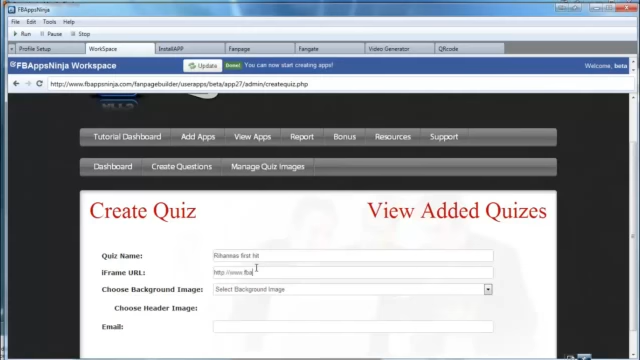 FBAppsNinja
File Edit Tools Help
Run Pause Stop
Profile Setup WorkSpace InstallAPP Fanpage Fangate Video Generator QRcode
@FBAppsNinja Workspace Update Done! You can now start creating apps! Welcome, beta
http://www.fbappsninja.com/fanpagebuilder/userapps/beta/app27/admin/createquiz.php
Tutorial Dashboard Add Apps View Apps Report Bonus Resources Support
Dashboard Create Questions Manage Quiz Images
Create Quiz View Added Quizes
Quiz Name: Rihannas first hit
iFrame URL: http://www.fba
Choose Background Image: Select Background Image
Choose Header Image:
Email: